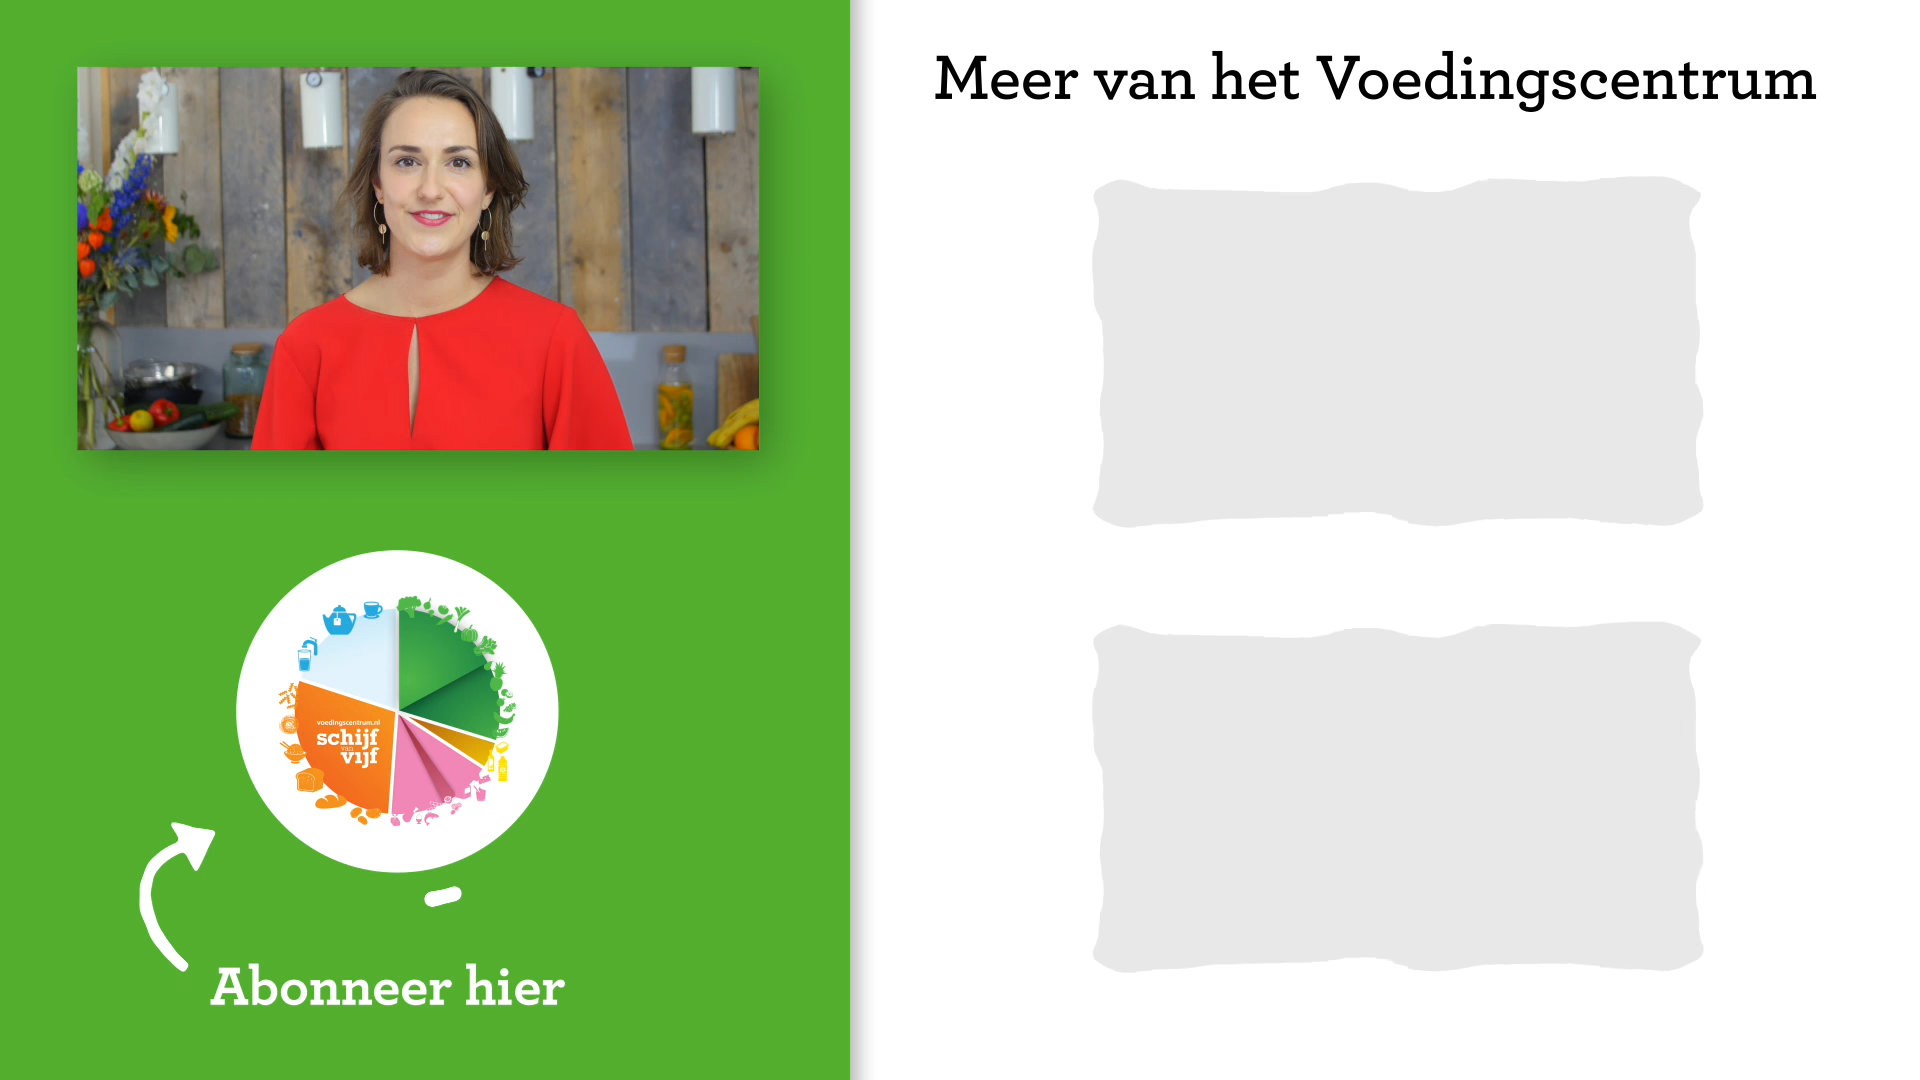 Meer van het Voedingscentrum
voedingscentrum.nl
schijf
van
vijf
Abonneer hier